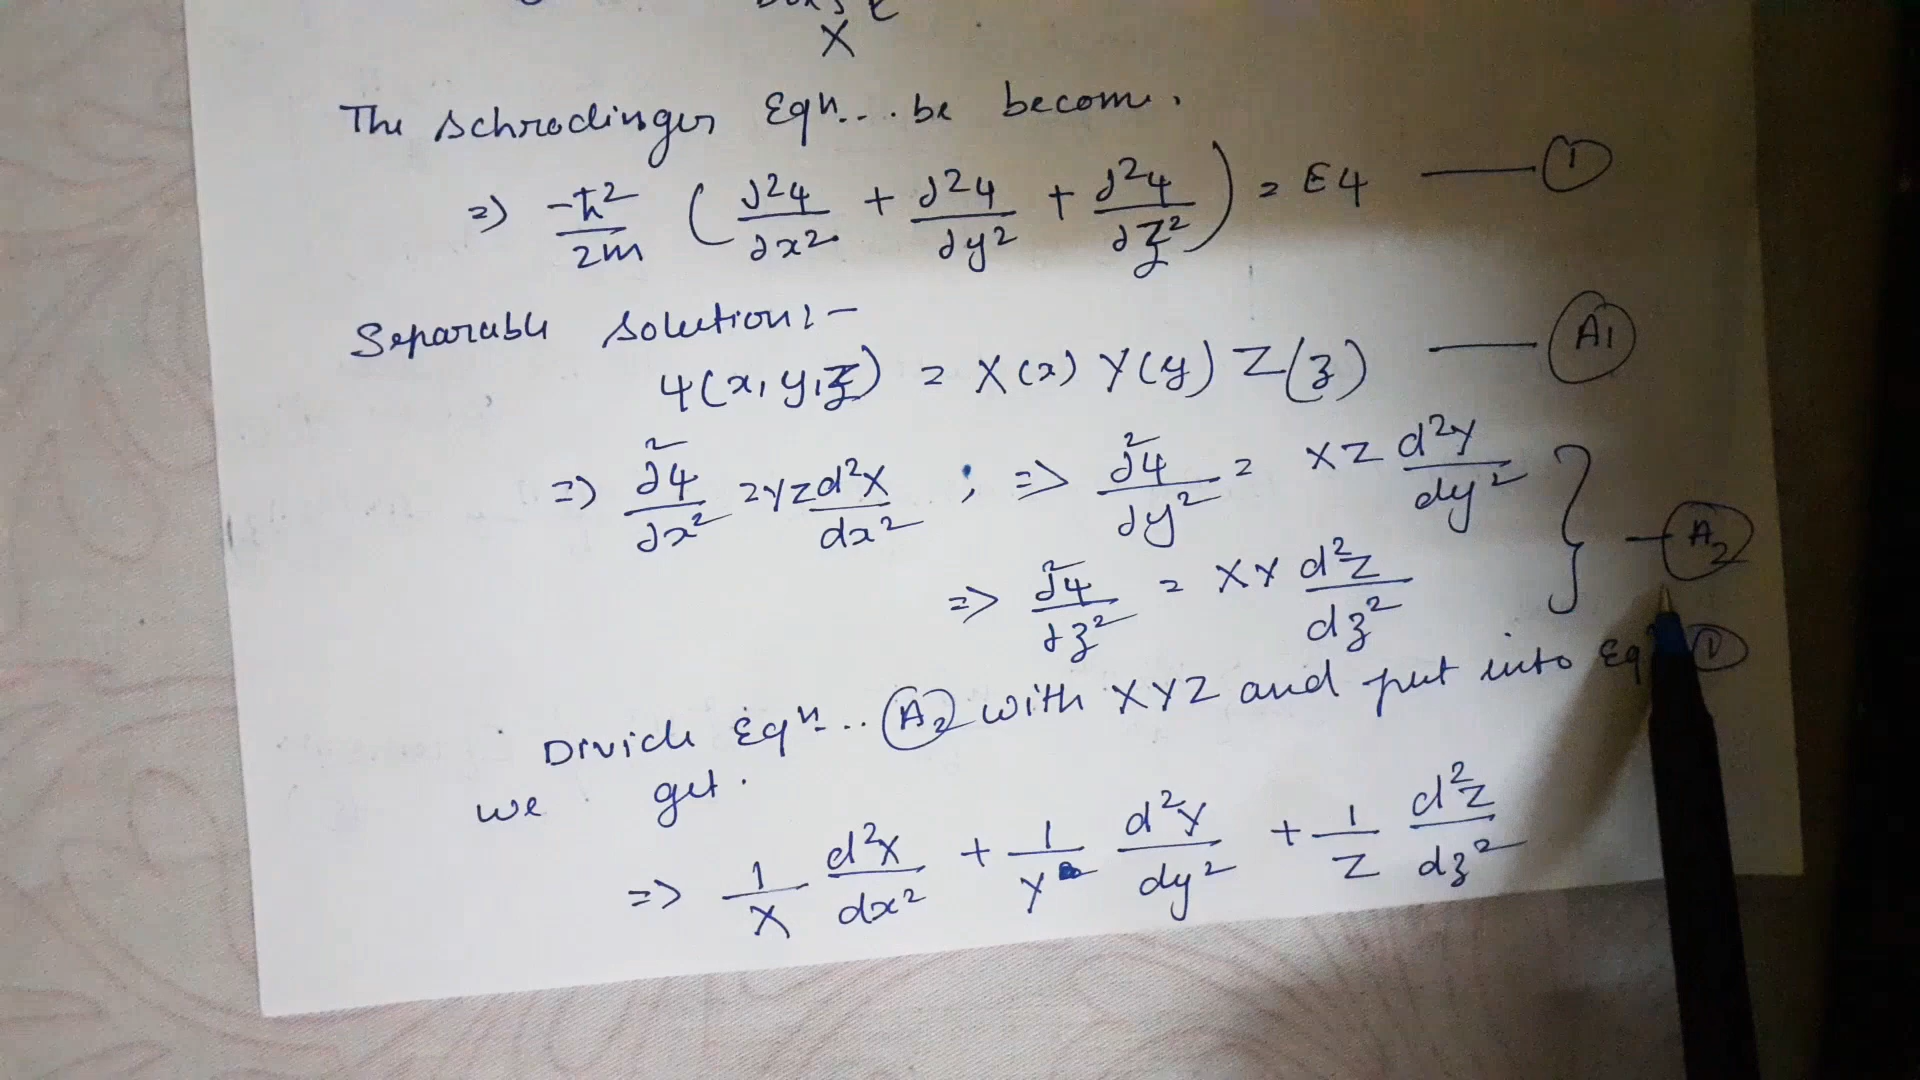 X
The Schrodinger Eqn... be become.
=> -ħ²/2m (∂²ψ/∂x² + ∂²ψ/∂y² + ∂²ψ/∂z²) = Eψ —— ①
Separable solution :-
ψ(x, y, z) = X(x) Y(y) Z(z) —— (A1)
=> ∂²ψ/∂x² = YZ d²X/dx² ; => ∂²ψ/∂y² = XZ d²Y/dy²
=> ∂²ψ/∂z² = XY d²Z/dz² } — (A2)
Divide Eqn... (A2) with XYZ and put into Eq ①
we get.
=> 1/X d²X/dx² + 1/Y d²Y/dy² + 1/Z d²Z/dz²